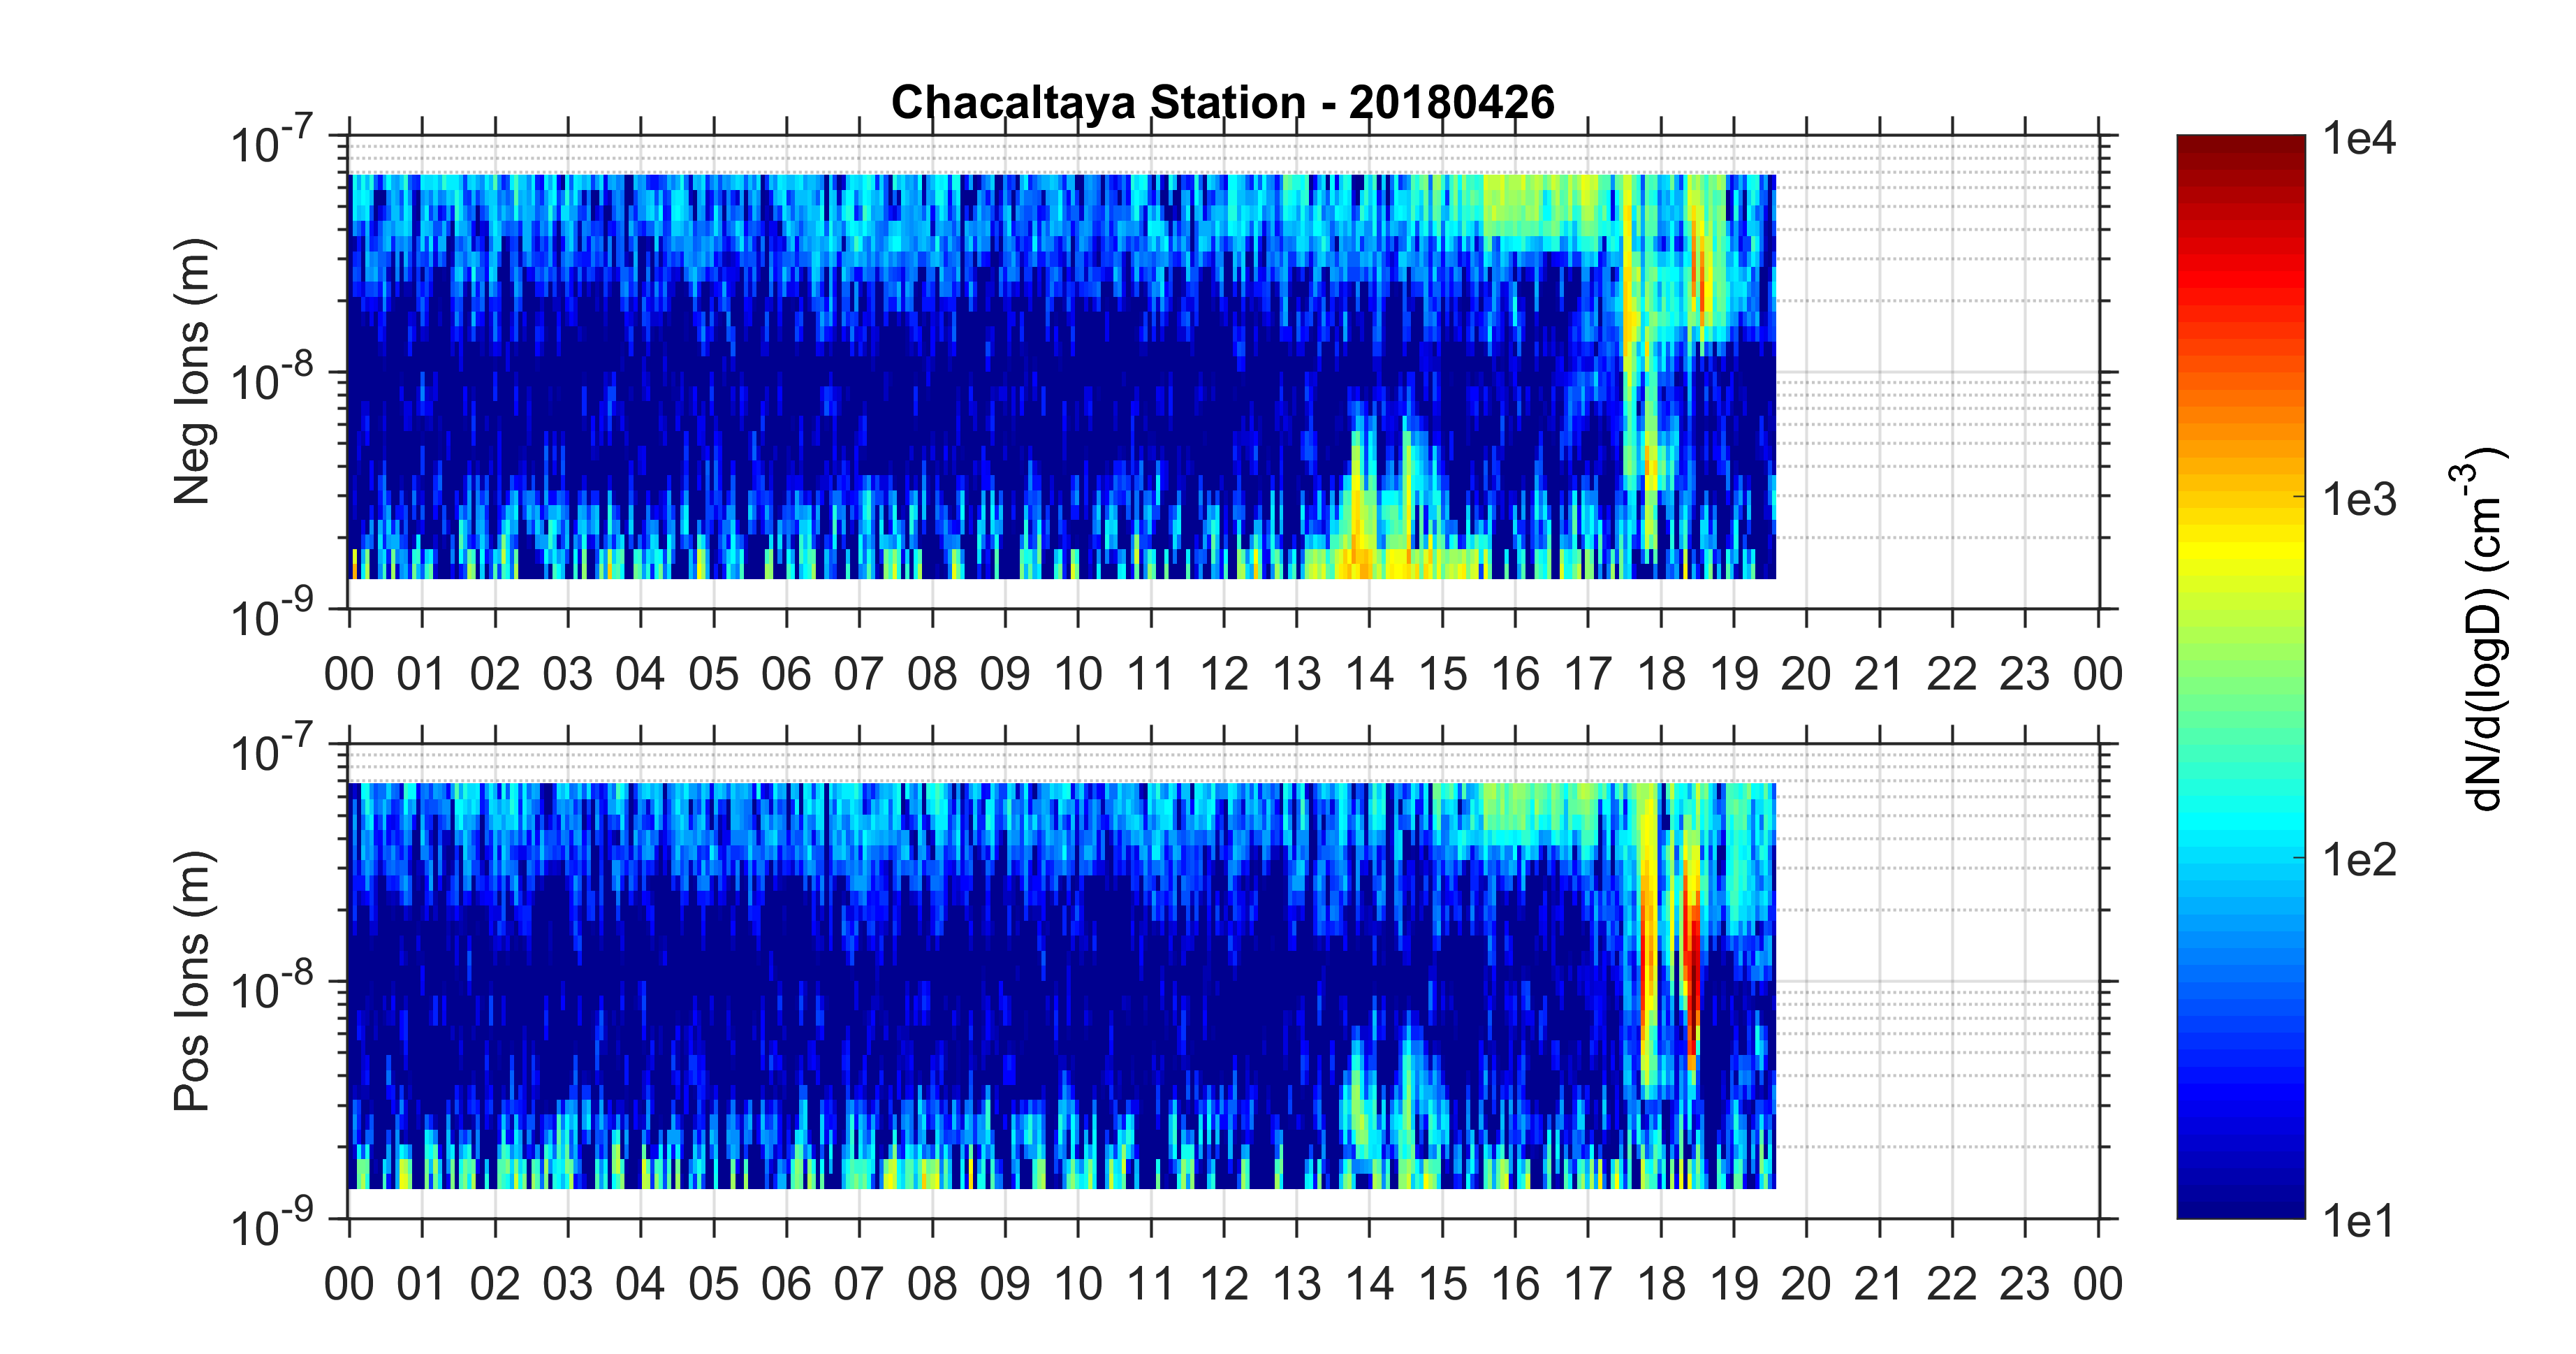 Chacaltaya Station - 20180426
10-7
10-8
10-9
Neg Ions (m)
00 01 02 03 04 05 06 07 08 09 10 11 12 13 14 15 16 17 18 19 20 21 22 23 00
10-7
10-8
10-9
Pos Ions (m)
00 01 02 03 04 05 06 07 08 09 10 11 12 13 14 15 16 17 18 19 20 21 22 23 00
1e4
1e3
1e2
1e1
dN/d(logD) (cm-3)